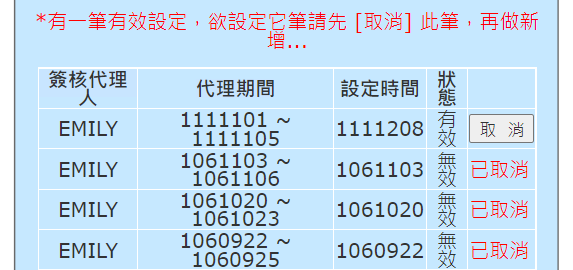 *有一筆有效設定，欲設定它筆請先 [取消] 此筆，再做新
增...
簽核代理
人
代理期間
設定時間
狀
態
EMILY
1111101 ~
1111105
1111208
有
效
取 消
EMILY
1061103 ~
1061106
1061103
無
效
已取消
EMILY
1061020 ~
1061023
1061020
無
效
已取消
EMILY
1060922 ~
1060925
1060922
無
效
已取消